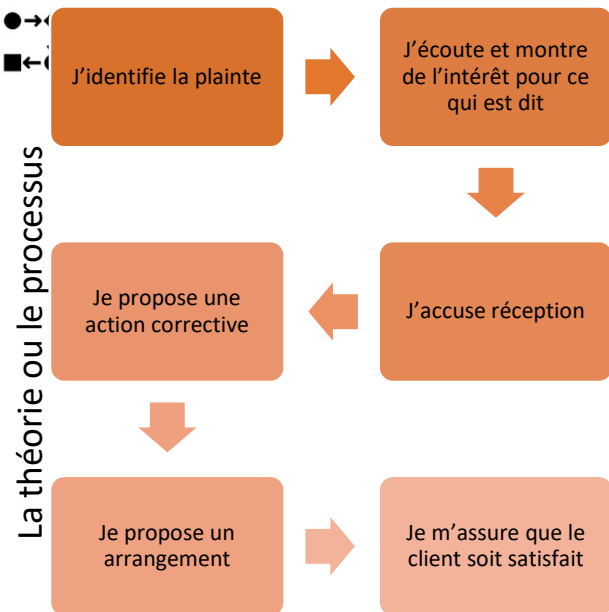 La théorie ou le processus
J’identifie la plainte
J’écoute et montre
de l’intérêt pour ce
qui est dit
J’accuse réception
Je propose une
action corrective
Je propose un
arrangement
Je m’assure que le
client soit satisfait